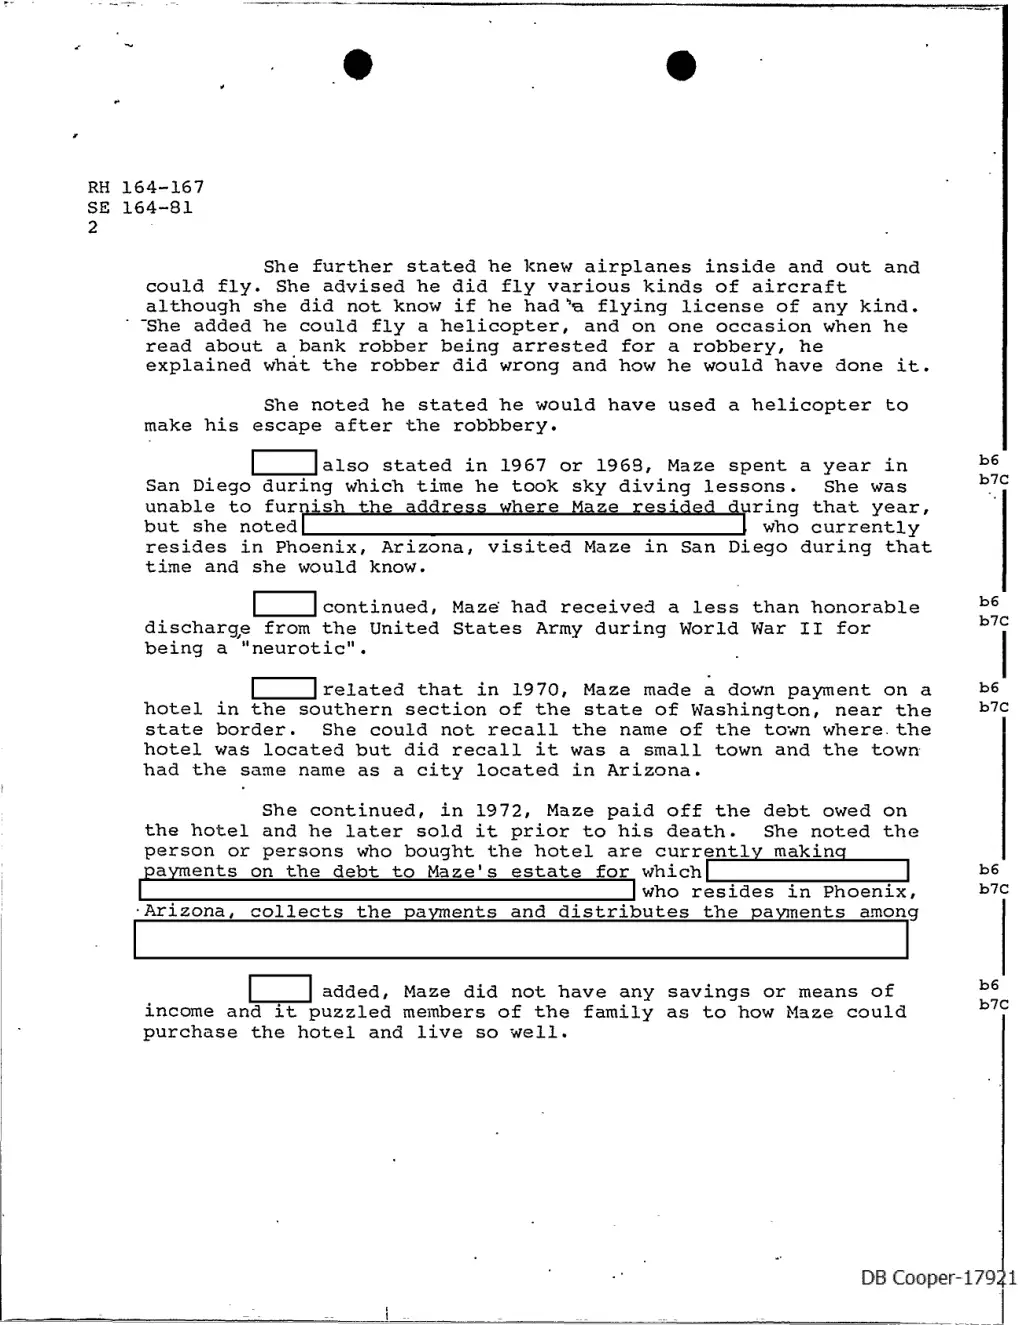 RH 164-167
SE 164-81
2
She further stated he knew airplanes inside and out and
could fly. She advised he did fly various kinds of aircraft
although she did not know if he had a flying license of any kind.
She added he could fly a helicopter, and on one occasion when he
read about a bank robber being arrested for a robbery, he
explained what the robber did wrong and how he would have done it.
She noted he stated he would have used a helicopter to
make his escape after the robbbery.
also stated in 1967 or 1968, Maze spent a year in b6
San Diego during which time he took sky diving lessons. She was b7C
unable to furnish the address where Maze resided during that year,
but she noted who currently
resides in Phoenix, Arizona, visited Maze in San Diego during that
time and she would know.
continued, Maze had received a less than honorable b6
discharge from the United States Army during World War II for b7C
being a "neurotic".
related that in 1970, Maze made a down payment on a b6
hotel in the southern section of the state of Washington, near the b7C
state border. She could not recall the name of the town where the
hotel was located but did recall it was a small town and the town
had the same name as a city located in Arizona.
She continued, in 1972, Maze paid off the debt owed on
the hotel and he later sold it prior to his death. She noted the
person or persons who bought the hotel are currently making
payments on the debt to Maze's estate for which b6
who resides in Phoenix, b7C
Arizona, collects the payments and distributes the payments among
added, Maze did not have any savings or means of b6
income and it puzzled members of the family as to how Maze could b7C
purchase the hotel and live so well.
DB Cooper-17921